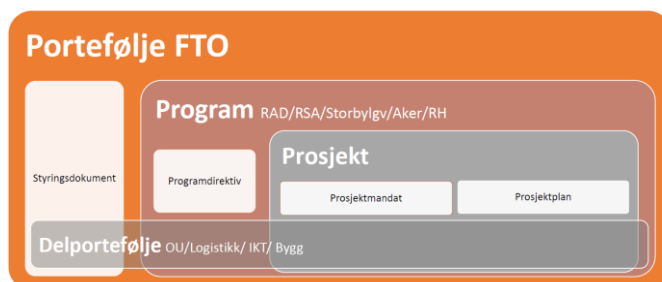 Portefølje FTO
Program RAD/RSA/Storbylgv/Aker/RH
Prosjekt
Styringsdokument
Programdirektiv
Prosjektmandat
Prosjektplan
Delportefølje OU/Logistikk/ IKT/ Bygg